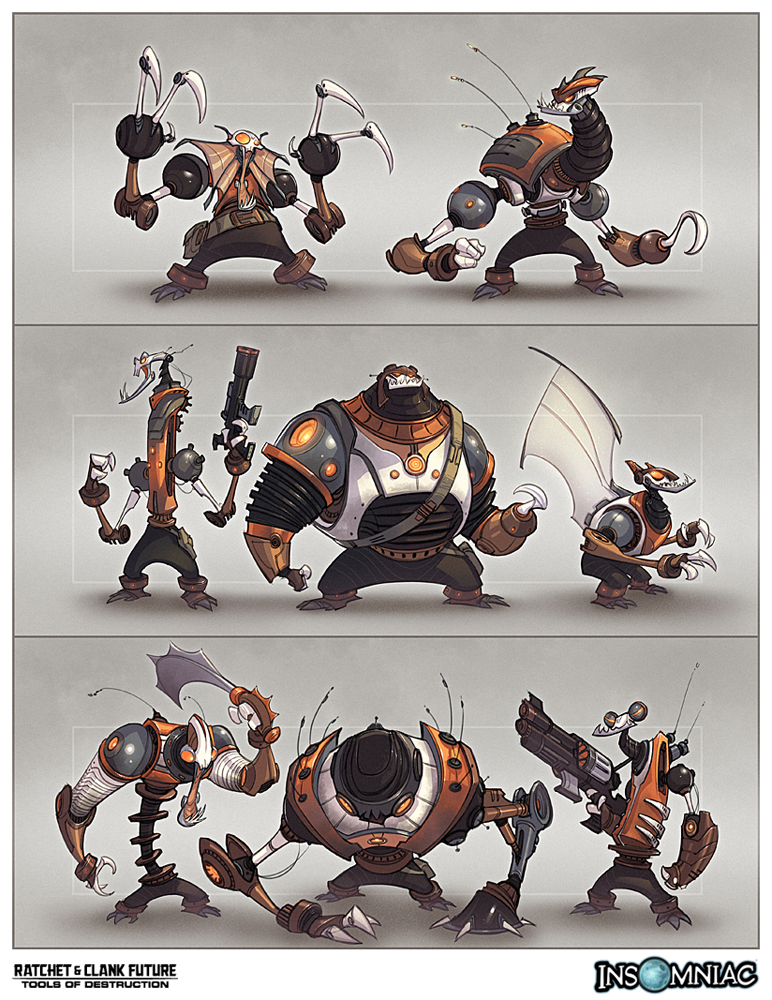 RATCHET & CLANK FUTURE
TOOLS OF DESTRUCTION
INSOMNIAC